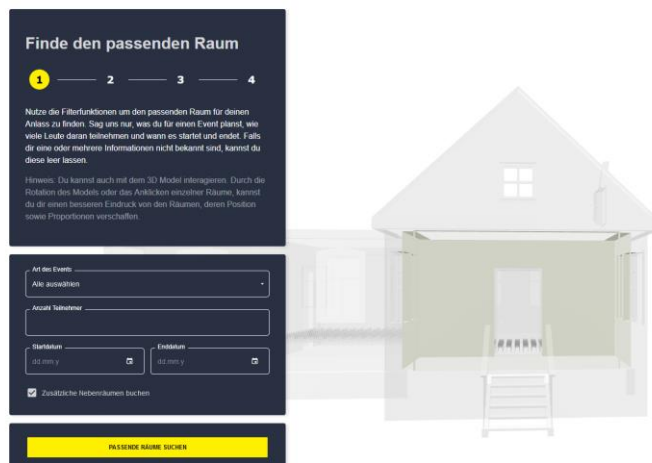 Finde den passenden Raum
1 2 3 4
Nutze die Filterfunktionen um den passenden Raum für deinen
Anlass zu finden. Sag uns nur, was du für einen Event planst, wie
viele Leute daran teilnehmen und wann es startet und endet. Falls
dir eine oder mehrere Informationen nicht bekannt sind, kannst du
diese leer lassen.
Hinweis: Du kannst auch mit dem 3D Model interagieren. Durch die
Rotation des Models oder das Anklicken einzelner Räume, kannst
du dir einen besseren Eindruck von den Räumen, deren Position
sowie Proportionen verschaffen.
Art des Events
Alle auswählen
Anzahl Teilnehmer
Startdatum Enddatum
dd.mm.y dd.mm.y
Zusätzliche Nebenräumen buchen
PASSENDE RÄUME SUCHEN